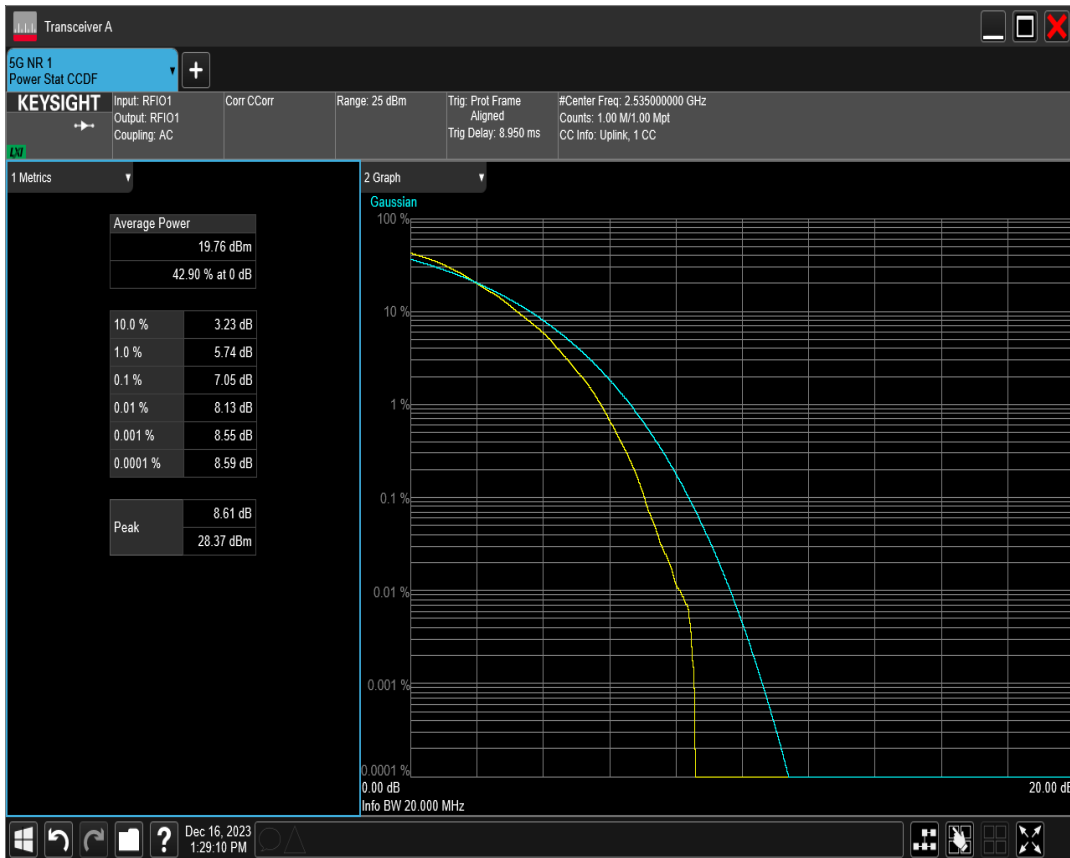 Transceiver A
5G NR 1
Power Stat CCDF
KEYSIGHT
LXI
Input: RFIO1
Output: RFIO1
Coupling: AC
Corr CCorr
Range: 25 dBm
Trig: Prot Frame
Aligned
Trig Delay: 8.950 ms
#Center Freq: 2.535000000 GHz
Counts: 1.00 M/1.00 Mpt
CC Info: Uplink, 1 CC
1 Metrics
Average Power
19.76 dBm
42.90 % at 0 dB
10.0 % 3.23 dB
1.0 % 5.74 dB
0.1 % 7.05 dB
0.01 % 8.13 dB
0.001 % 8.55 dB
0.0001 % 8.59 dB
Peak 8.61 dB
28.37 dBm
2 Graph
Gaussian
100 %
10 %
1 %
0.1 %
0.01 %
0.001 %
0.0001 %
0.00 dB 20.00 dB
Info BW 20.000 MHz
?
Dec 16, 2023
1:29:10 PM